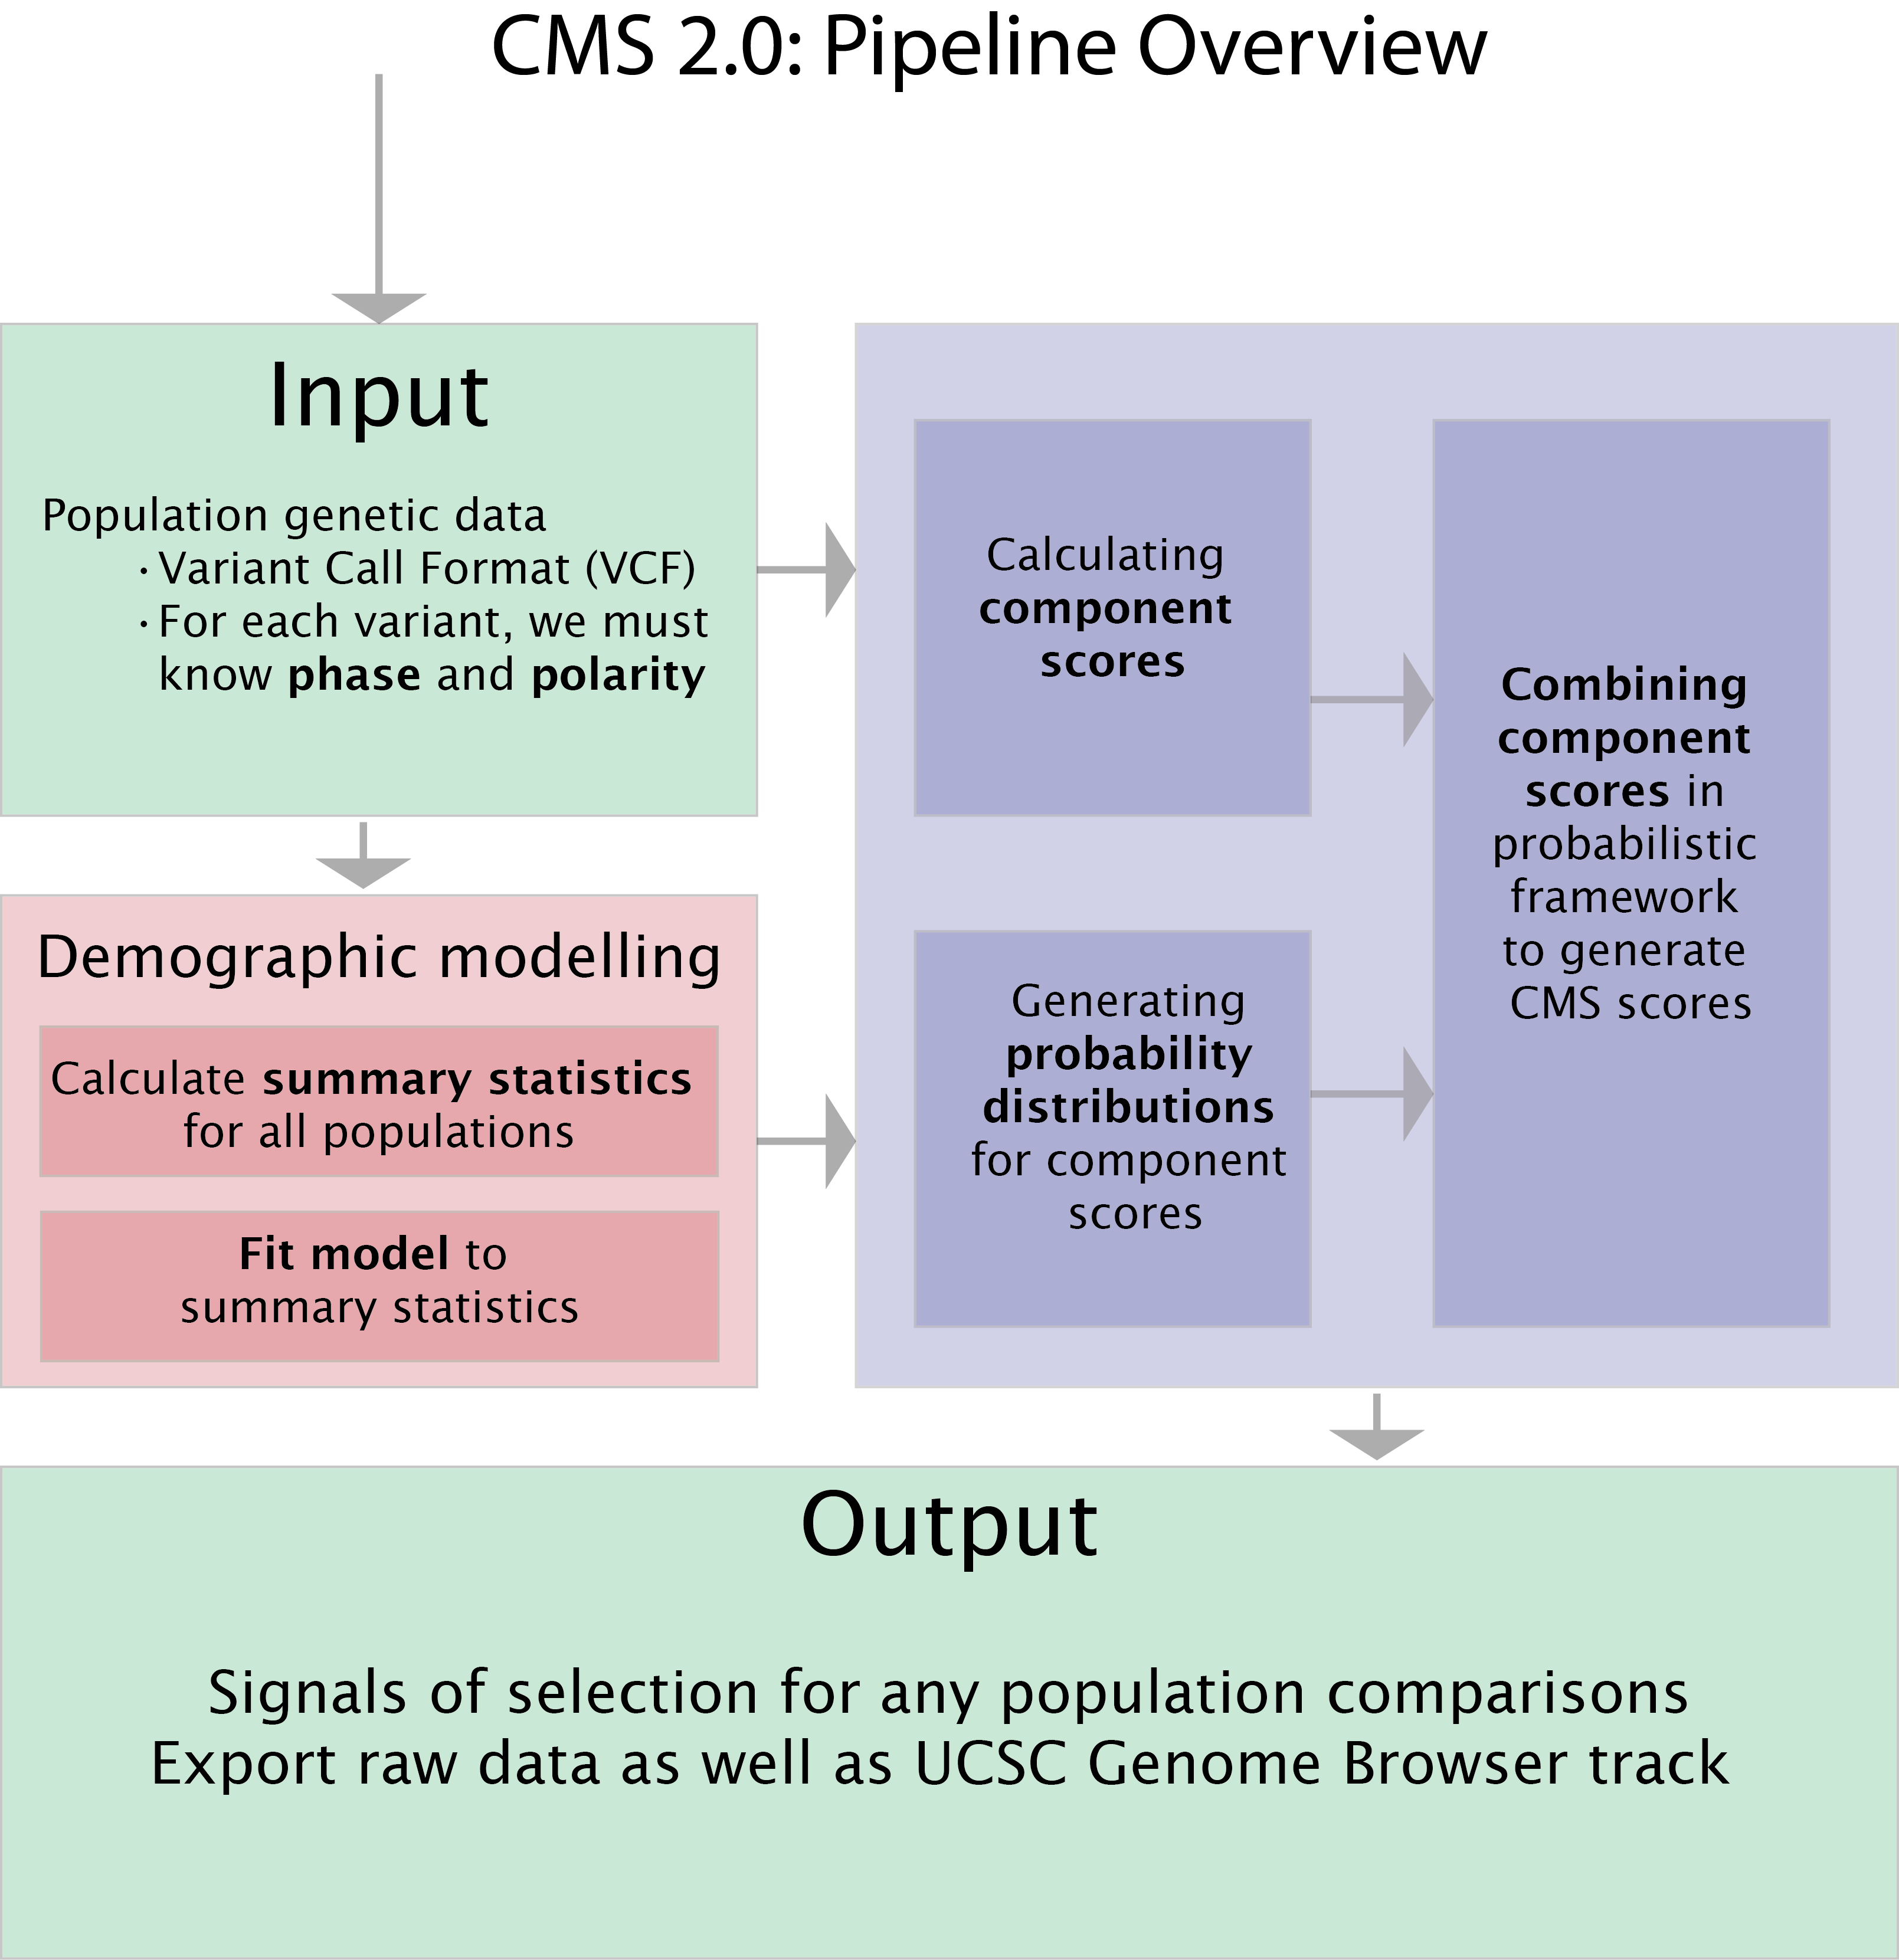 CMS 2.0: Pipeline Overview
Input
Population genetic data
· Variant Call Format (VCF)
· For each variant, we must
know phase and polarity
Demographic modelling
Calculate summary statistics
for all populations
Fit model to
summary statistics
Calculating
component
scores
Generating
probability
distributions
for component
scores
Combining
component
scores in
probabilistic
framework
to generate
CMS scores
Output
Signals of selection for any population comparisons
Export raw data as well as UCSC Genome Browser track